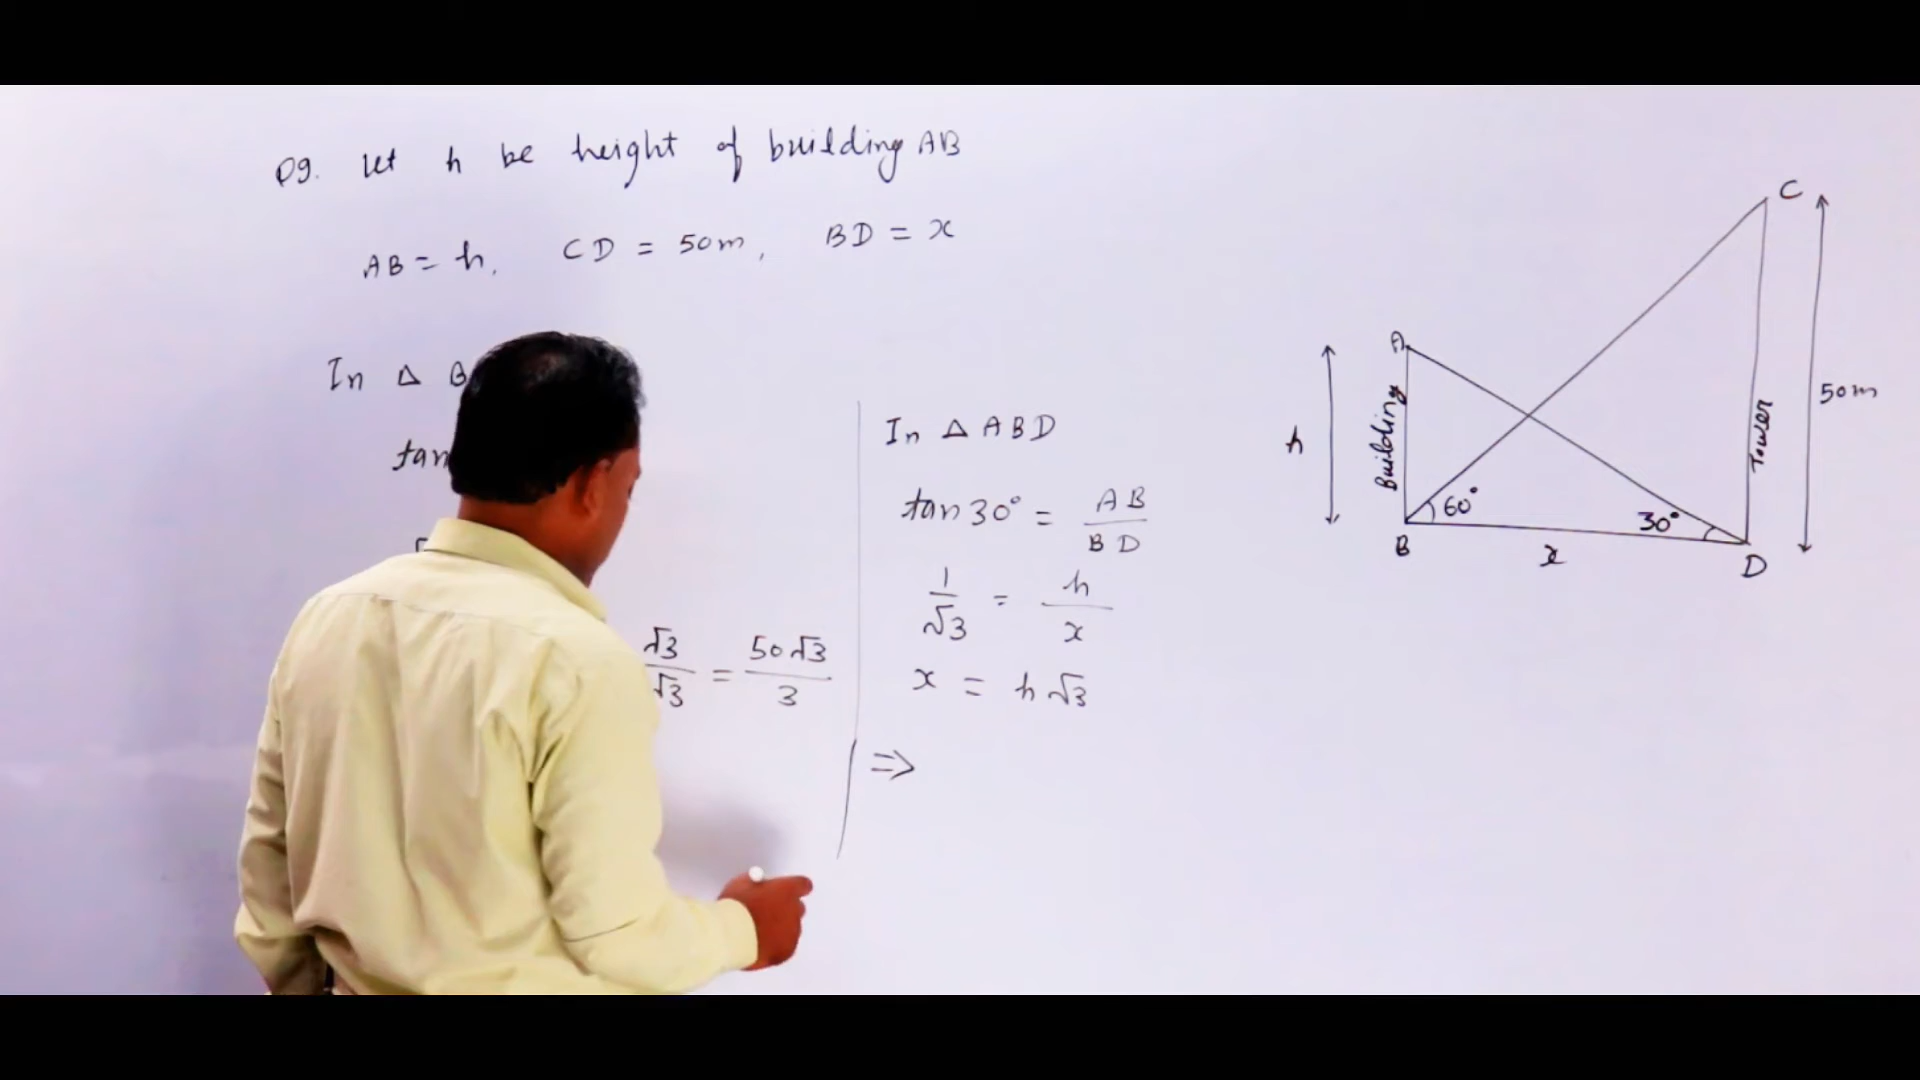 Q9. Let h be height of building AB
AB = h, CD = 50m, BD = x
In △ B
tan
√3/√3 = 50√3/3
In △ ABD
tan 30° = AB/BD
1/√3 = h/x
x = h√3
⇒
C
A
Building
h
60°
B
x
30°
D
Tower
50m